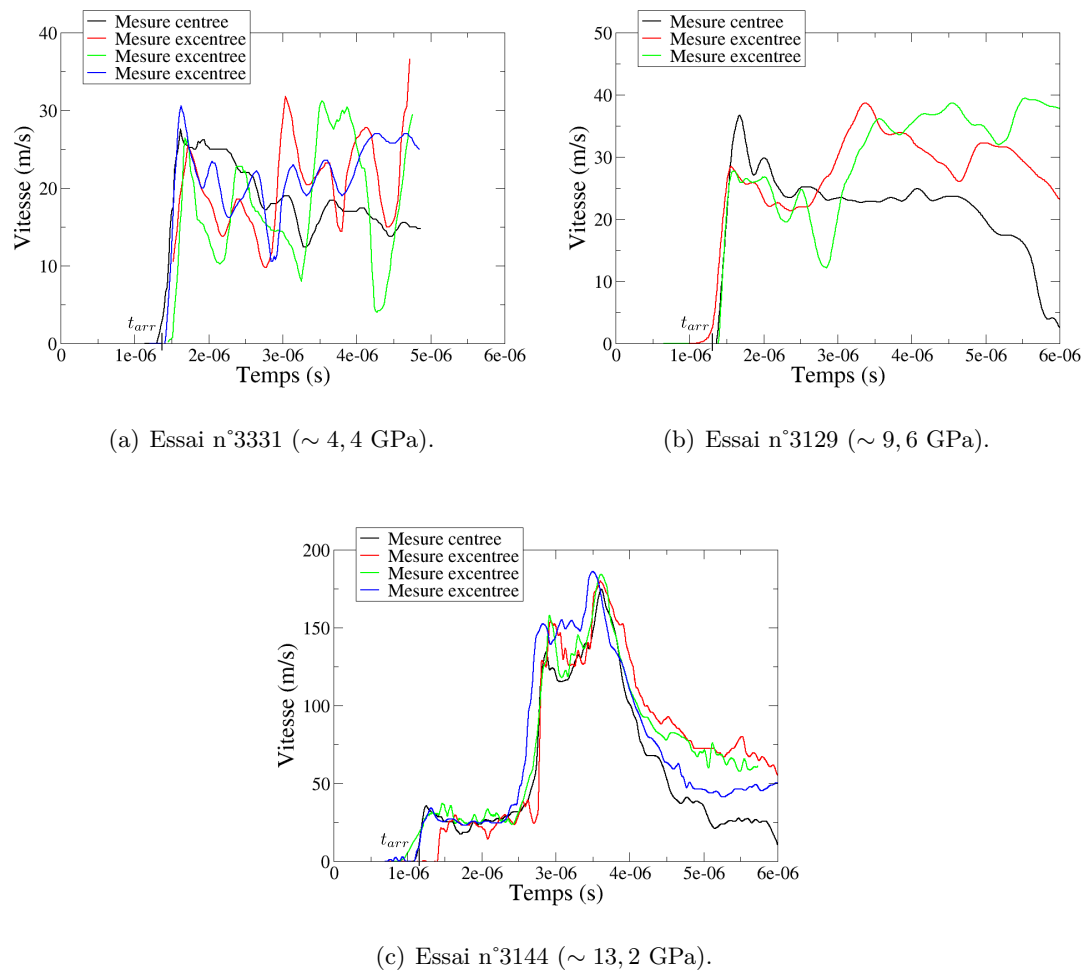 Mesure centree
Mesure excentree
Mesure excentree
Mesure excentree
40
30
20
10
0
Vitesse (m/s)
t_arr
0 1e-06 2e-06 3e-06 4e-06 5e-06 6e-06
Temps (s)
(a) Essai n°3331 (∼ 4, 4 GPa).
Mesure centree
Mesure excentree
Mesure excentree
50
40
30
20
10
0
Vitesse (m/s)
t_arr
0 1e-06 2e-06 3e-06 4e-06 5e-06 6e-06
Temps (s)
(b) Essai n°3129 (∼ 9, 6 GPa).
Mesure centree
Mesure excentree
Mesure excentree
Mesure excentree
200
150
100
50
0
Vitesse (m/s)
t_arr
0 1e-06 2e-06 3e-06 4e-06 5e-06 6e-06
Temps (s)
(c) Essai n°3144 (∼ 13, 2 GPa).